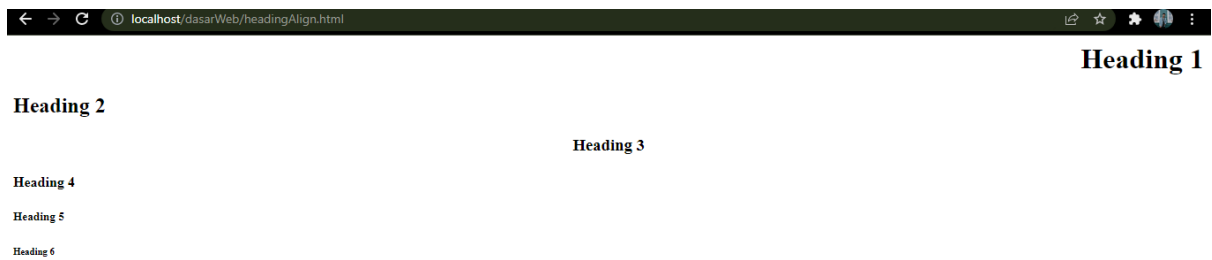 localhost/dasarWeb/headingAlign.html
Heading 1
Heading 2
Heading 3
Heading 4
Heading 5
Heading 6